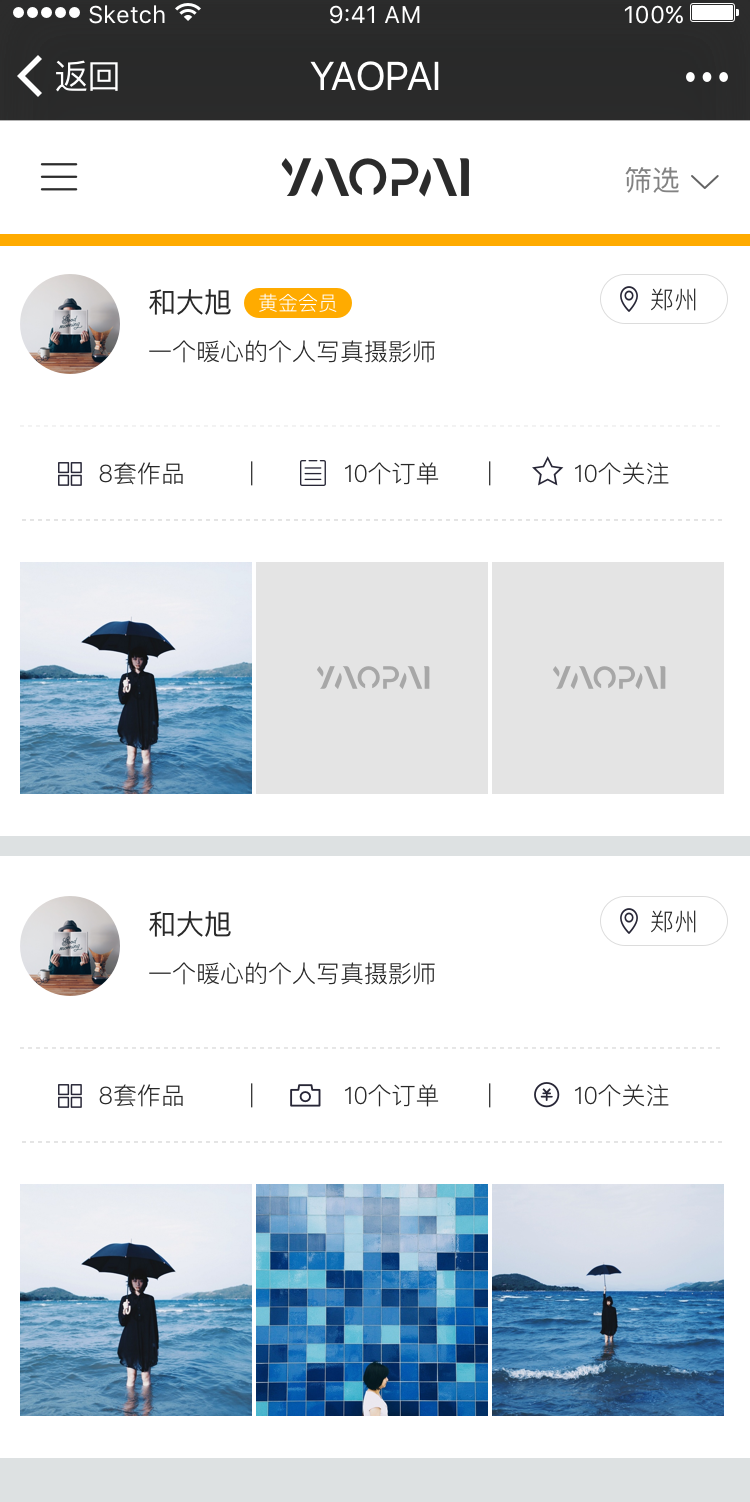 Sketch 9:41 AM 100%
返回 YAOPAI
YAOPAI 筛选
和大旭 黄金会员 郑州
一个暖心的个人写真摄影师
8套作品 | 10个订单 | 10个关注
YAOPAI YAOPAI
和大旭 郑州
一个暖心的个人写真摄影师
8套作品 | 10个订单 | 10个关注